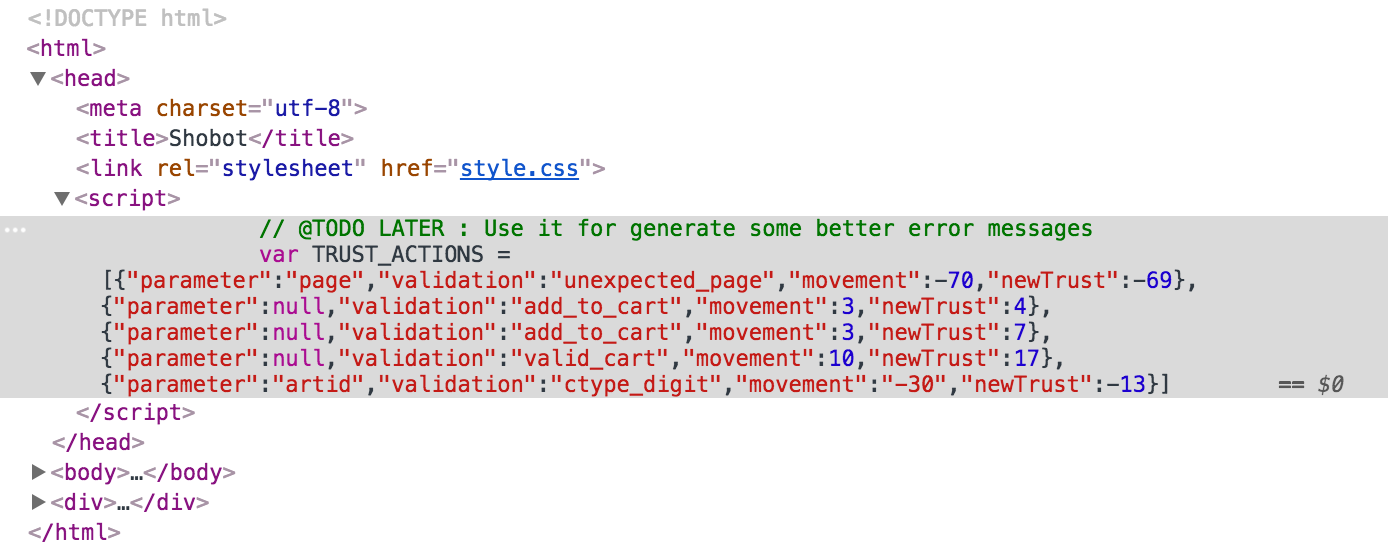 <!DOCTYPE html>
<html>
▼<head>
<meta charset="utf-8">
<title>Shobot</title>
<link rel="stylesheet" href="style.css">
▼<script>
… // @TODO LATER : Use it for generate some better error messages
var TRUST_ACTIONS =
[{"parameter":"page","validation":"unexpected_page","movement":-70,"newTrust":-69},
{"parameter":null,"validation":"add_to_cart","movement":3,"newTrust":4},
{"parameter":null,"validation":"add_to_cart","movement":3,"newTrust":7},
{"parameter":null,"validation":"valid_cart","movement":10,"newTrust":17},
{"parameter":"artid","validation":"ctype_digit","movement":"-30","newTrust":-13}] == $0
</script>
</head>
▶<body>…</body>
▶<div>…</div>
</html>